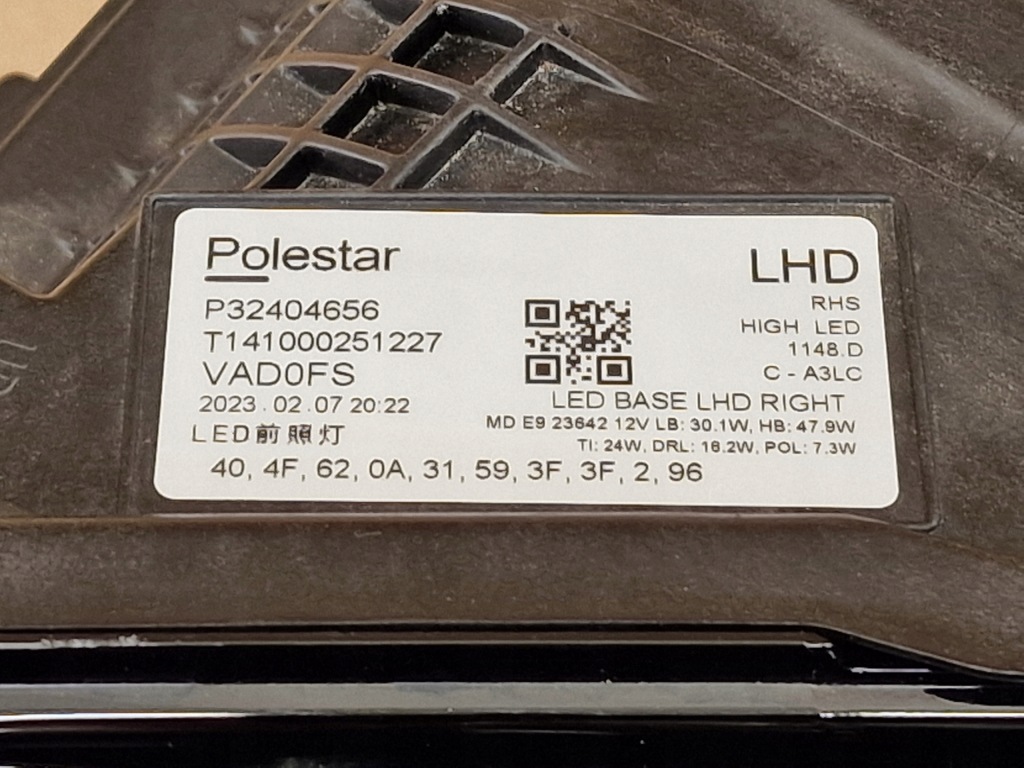 Polestar
LHD
P32404656
RHS
T141000251227
HIGH LED
VAD0FS
1148.D
C - A3LC
2023.02.07 20:22
LED BASE LHD RIGHT
LED前照灯
MD E9 23642 12V LB: 30.1W, HB: 47.9W
TI: 24W, DRL: 18.2W, POL: 7.3W
40, 4F, 62, 0A, 31, 59, 3F, 3F, 2, 96